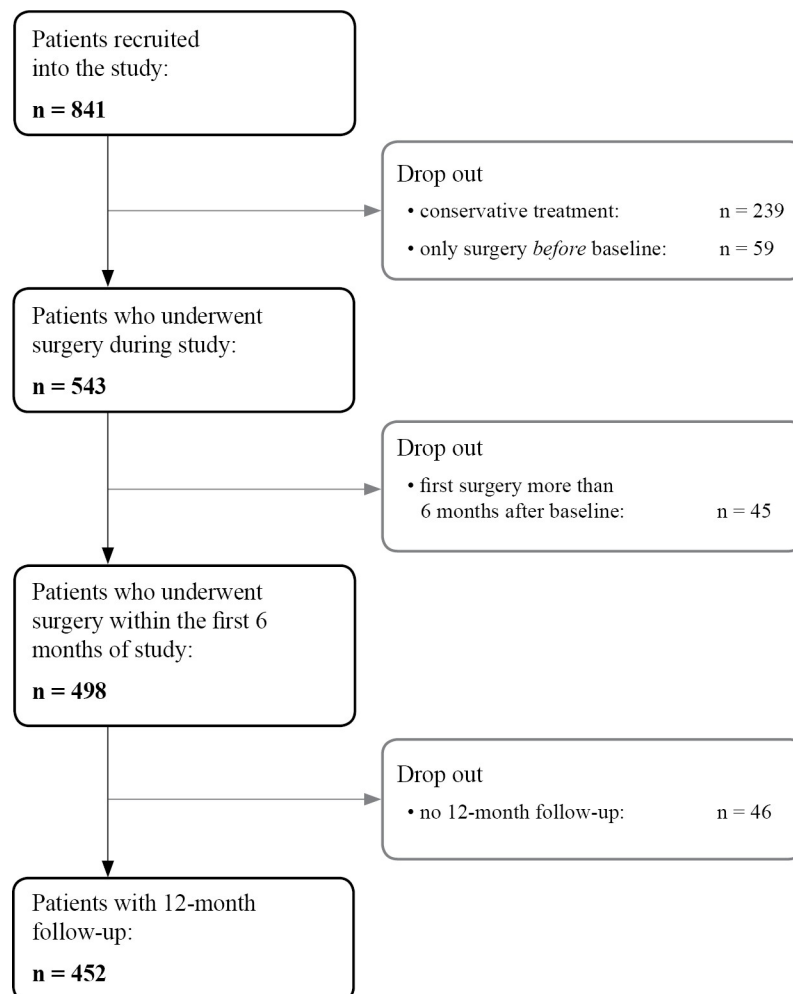 Patients recruited
into the study:
n = 841
Drop out
• conservative treatment: n = 239
• only surgery before baseline: n = 59
Patients who underwent
surgery during study:
n = 543
Drop out
• first surgery more than
6 months after baseline: n = 45
Patients who underwent
surgery within the first 6
months of study:
n = 498
Drop out
• no 12-month follow-up: n = 46
Patients with 12-month
follow-up:
n = 452